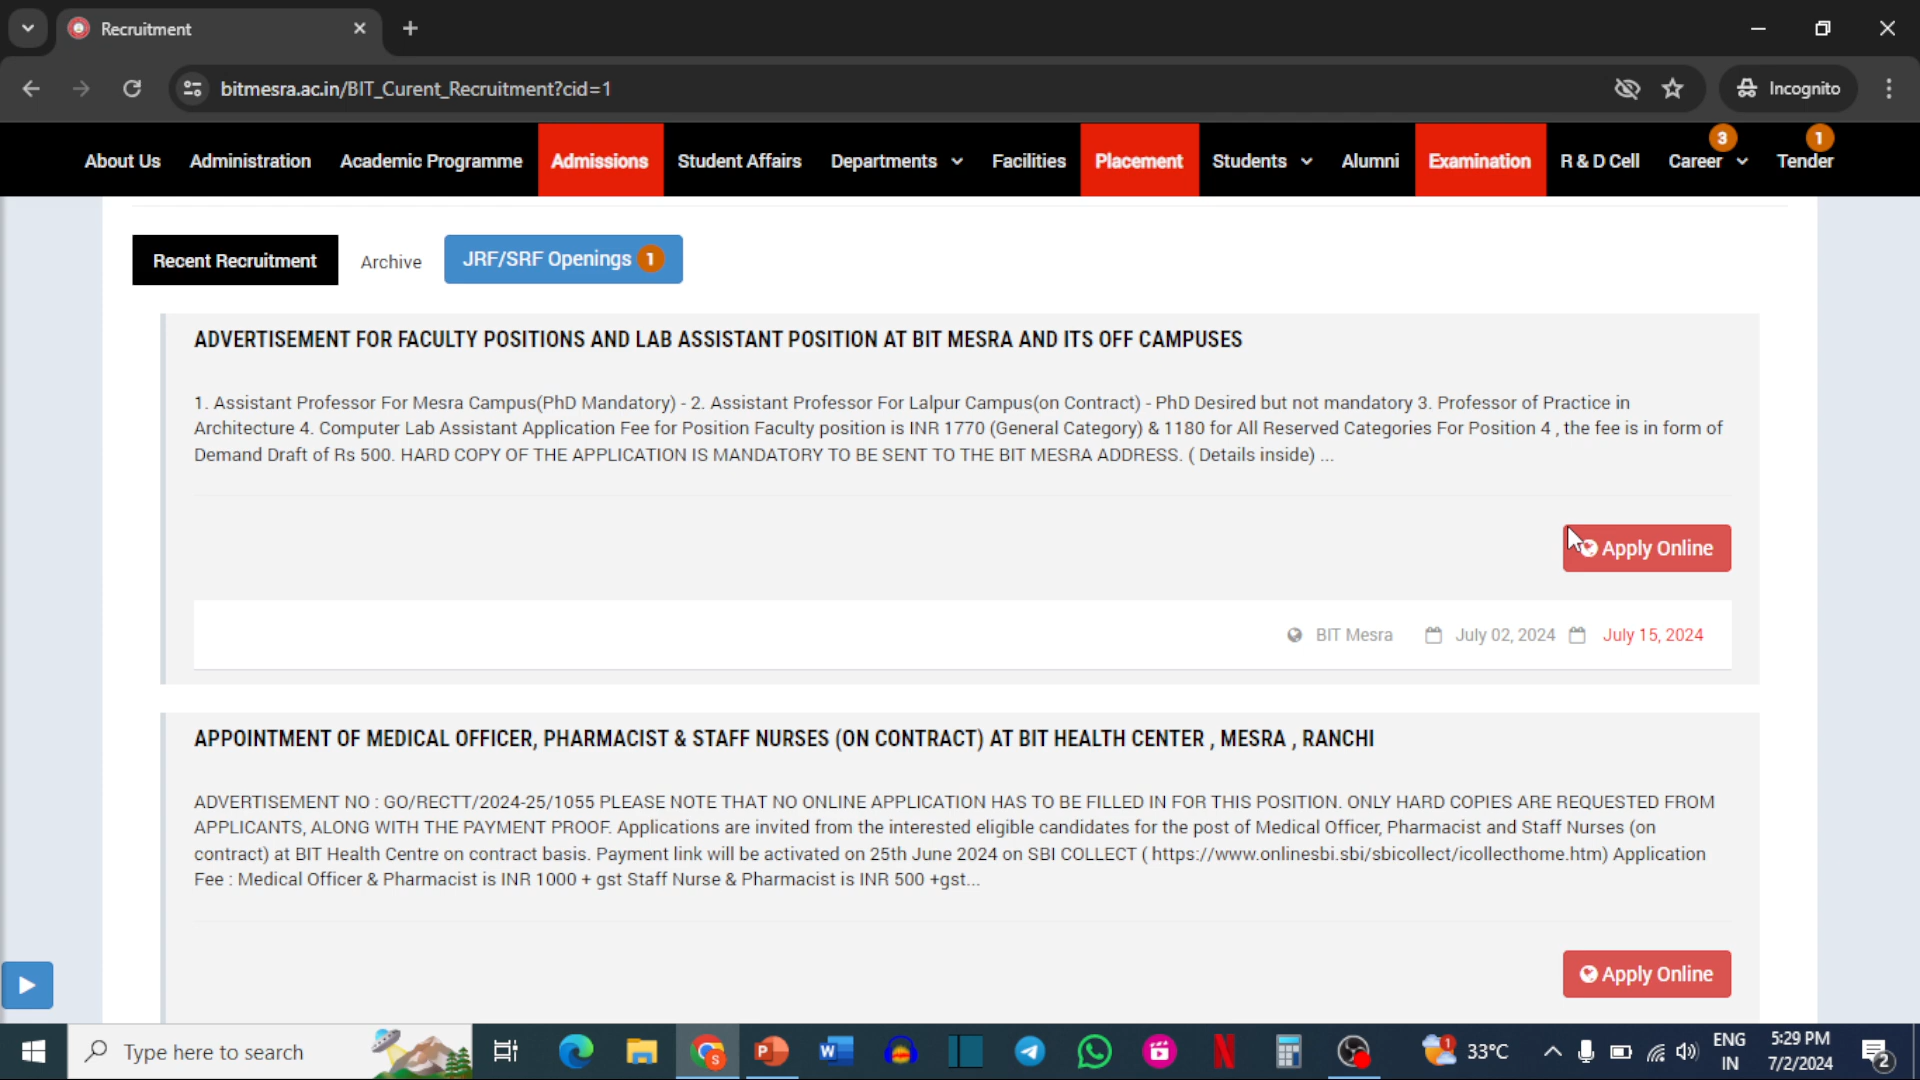 Recruitment
bitmesra.ac.in/BIT_Curent_Recruitment?cid=1
Incognito
About Us Administration Academic Programme Admissions Student Affairs Departments Facilities Placement Students Alumni Examination R & D Cell Career 3 Tender 1
Recent Recruitment Archive JRF/SRF Openings 1
ADVERTISEMENT FOR FACULTY POSITIONS AND LAB ASSISTANT POSITION AT BIT MESRA AND ITS OFF CAMPUSES
1. Assistant Professor For Mesra Campus(PhD Mandatory) - 2. Assistant Professor For Lalpur Campus(on Contract) - PhD Desired but not mandatory 3. Professor of Practice in
Architecture 4. Computer Lab Assistant Application Fee for Position Faculty position is INR 1770 (General Category) & 1180 for All Reserved Categories For Position 4 , the fee is in form of
Demand Draft of Rs 500. HARD COPY OF THE APPLICATION IS MANDATORY TO BE SENT TO THE BIT MESRA ADDRESS. ( Details inside) ...
Apply Online
BIT Mesra July 02, 2024 July 15, 2024
APPOINTMENT OF MEDICAL OFFICER, PHARMACIST & STAFF NURSES (ON CONTRACT) AT BIT HEALTH CENTER , MESRA , RANCHI
ADVERTISEMENT NO : GO/RECTT/2024-25/1055 PLEASE NOTE THAT NO ONLINE APPLICATION HAS TO BE FILLED IN FOR THIS POSITION. ONLY HARD COPIES ARE REQUESTED FROM
APPLICANTS, ALONG WITH THE PAYMENT PROOF. Applications are invited from the interested eligible candidates for the post of Medical Officer, Pharmacist and Staff Nurses (on
contract) at BIT Health Centre on contract basis. Payment link will be activated on 25th June 2024 on SBI COLLECT ( https://www.onlinesbi.sbi/sbicollect/icollecthome.htm) Application
Fee : Medical Officer & Pharmacist is INR 1000 + gst Staff Nurse & Pharmacist is INR 500 +gst...
Apply Online
Type here to search
1 33°C
ENG
IN
5:29 PM
7/2/2024
2